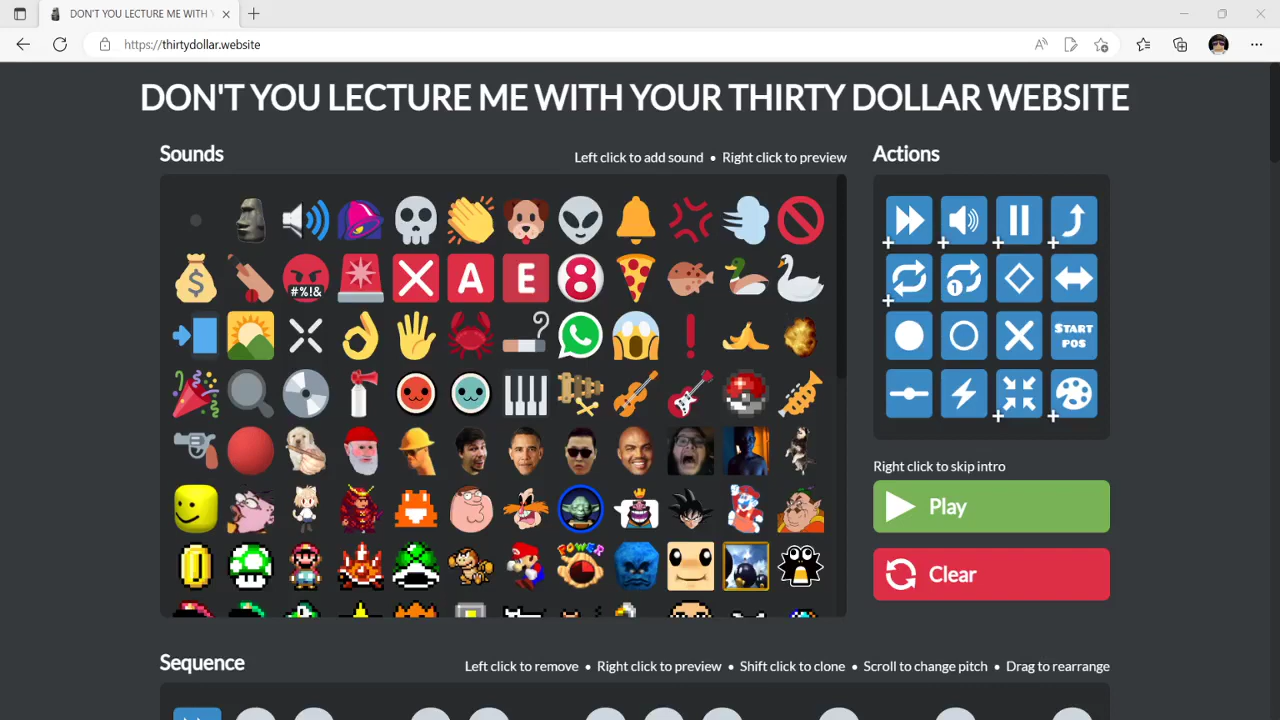 DON'T YOU LECTURE ME WITH Y
https://thirtydollar.website
DON'T YOU LECTURE ME WITH YOUR THIRTY DOLLAR WEBSITE
Sounds
Left click to add sound • Right click to preview
Actions
#%!&
A
E
8
1
START
POS
Right click to skip intro
Play
POWER
Clear
Sequence
Left click to remove • Right click to preview • Shift click to clone • Scroll to change pitch • Drag to rearrange